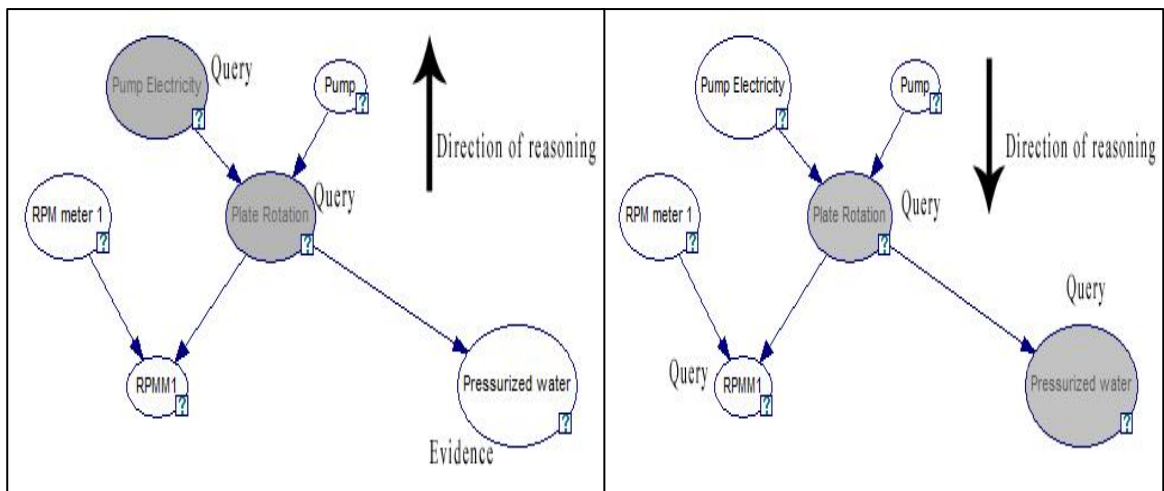 Pump Electricity
Query
Pump
?
?
Direction of reasoning
RPM meter 1
Query
Plate Rotation
?
?
Pressurized water
RPMM1
?
?
Evidence
Pump Electricity
Pump
?
?
Direction of reasoning
RPM meter 1
Plate Rotation
Query
?
?
Query
Query
RPMM1
Pressurized water
?
?